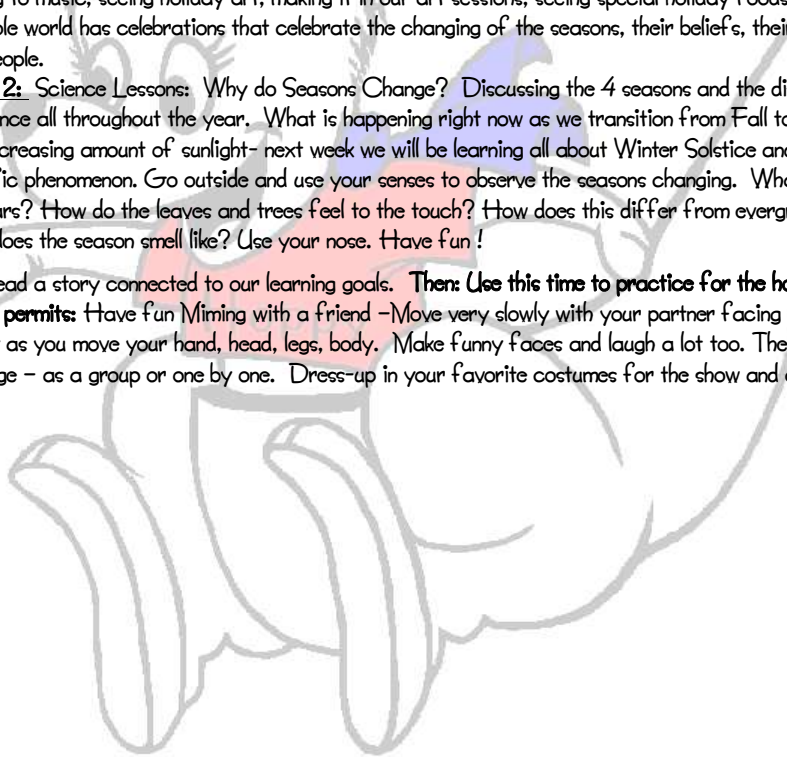 to music, seeing holiday art, making it in our art sessions, seeing special holiday foods
ole world has celebrations that celebrate the changing of the seasons, their beliefs, their
eople.
2: Science Lessons: Why do Seasons Change? Discussing the 4 seasons and the di
nce all throughout the year. What is happening right now as we transition from Fall to
creasing amount of sunlight- next week we will be learning all about Winter Solstice and
ic phenomenon. Go outside and use your senses to observe the seasons changing. Wha
ars? How do the leaves and trees feel to the touch? How does this differ from evergr
does the season smell like? Use your nose. Have fun !
ead a story connected to our learning goals. Then: Use this time to practice for the ho
permits: Have fun Miming with a friend –Move very slowly with your partner facing
as you move your hand, head, legs, body. Make funny faces and laugh a lot too. The
ge – as a group or one by one. Dress-up in your favorite costumes for the show and